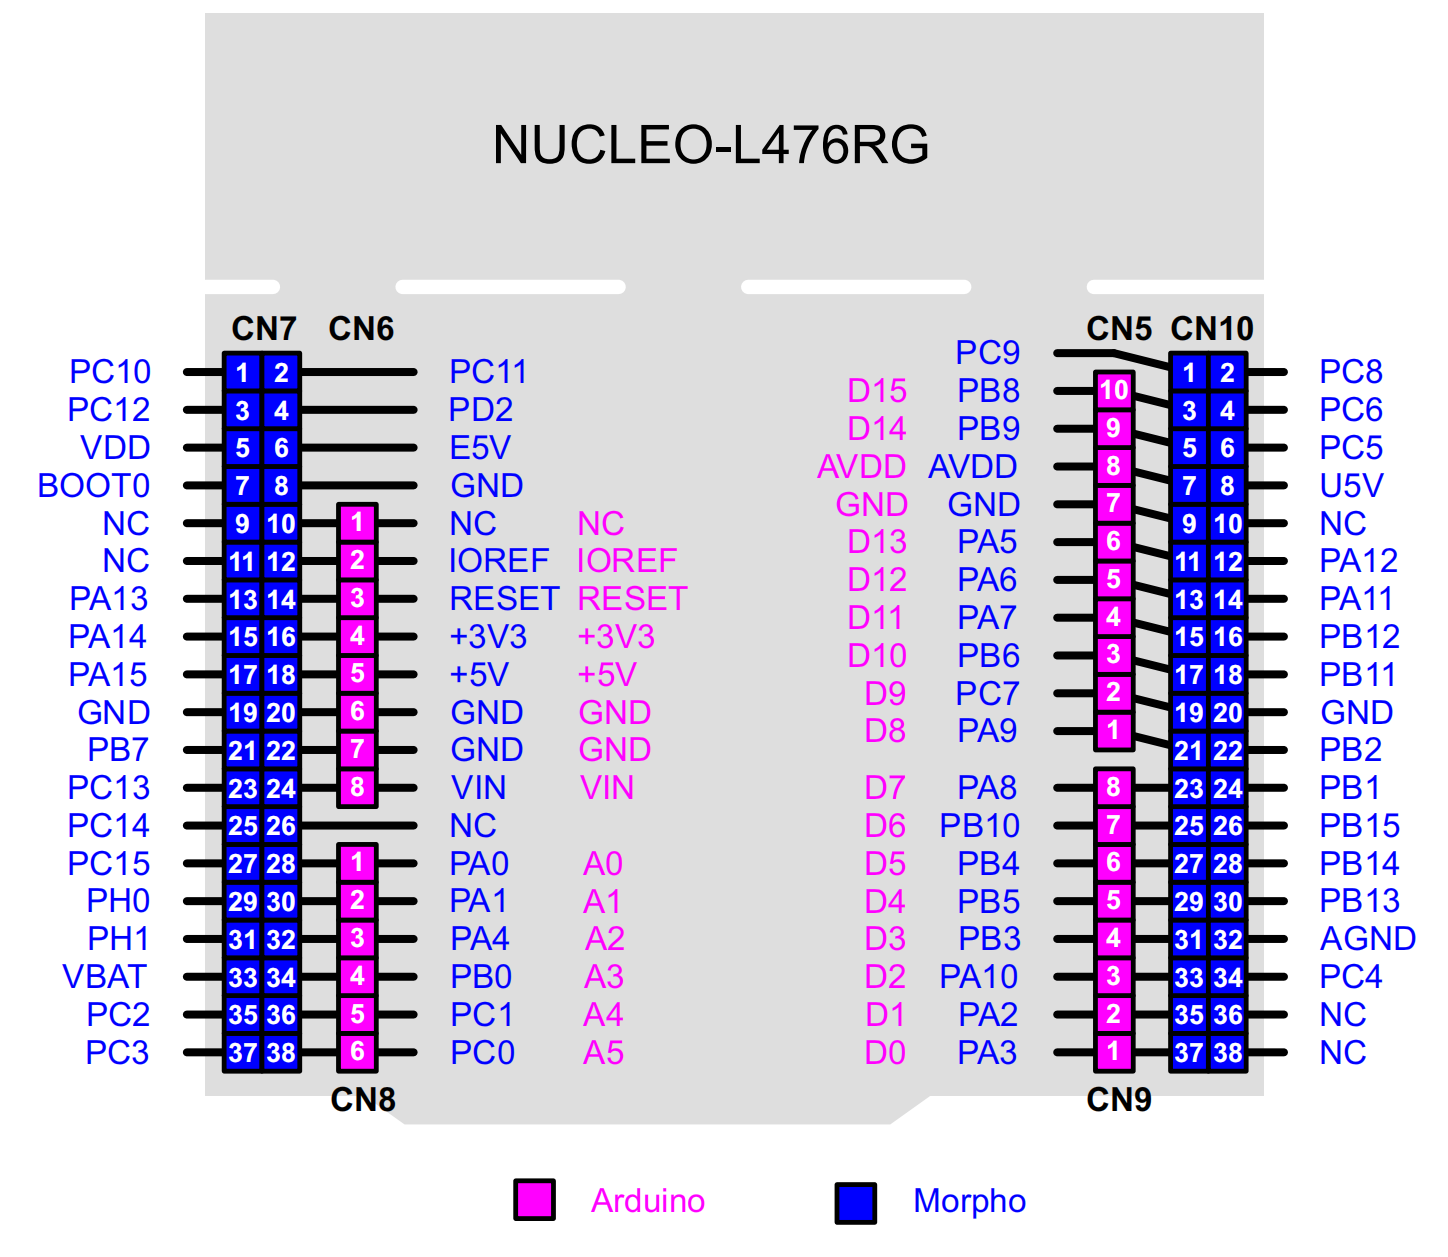 NUCLEO-L476RG
CN7 CN6 CN5 CN10
PC9
PC10 1 2 PC11 1 2 PC8
D15 PB8 10
PC12 3 4 PD2 3 4 PC6
D14 PB9 9
VDD 5 6 E5V 5 6 PC5
AVDD AVDD 8
BOOT0 7 8 GND 7 8 U5V
GND GND 7
NC 9 10 1 NC NC 9 10 NC
D13 PA5 6
NC 11 12 2 IOREF IOREF 11 12 PA12
D12 PA6 5
PA13 13 14 3 RESET RESET 13 14 PA11
D11 PA7 4
PA14 15 16 4 +3V3 +3V3 15 16 PB12
D10 PB6 3
PA15 17 18 5 +5V +5V 17 18 PB11
D9 PC7 2
GND 19 20 6 GND GND 19 20 GND
D8 PA9 1
PB7 21 22 7 GND GND 21 22 PB2
PC13 23 24 8 VIN VIN D7 PA8 8 23 24 PB1
PC14 25 26 NC D6 PB10 7 25 26 PB15
PC15 27 28 1 PA0 A0 D5 PB4 6 27 28 PB14
PH0 29 30 2 PA1 A1 D4 PB5 5 29 30 PB13
PH1 31 32 3 PA4 A2 D3 PB3 4 31 32 AGND
VBAT 33 34 4 PB0 A3 D2 PA10 3 33 34 PC4
PC2 35 36 5 PC1 A4 D1 PA2 2 35 36 NC
PC3 37 38 6 PC0 A5 D0 PA3 1 37 38 NC
CN8 CN9
Arduino Morpho